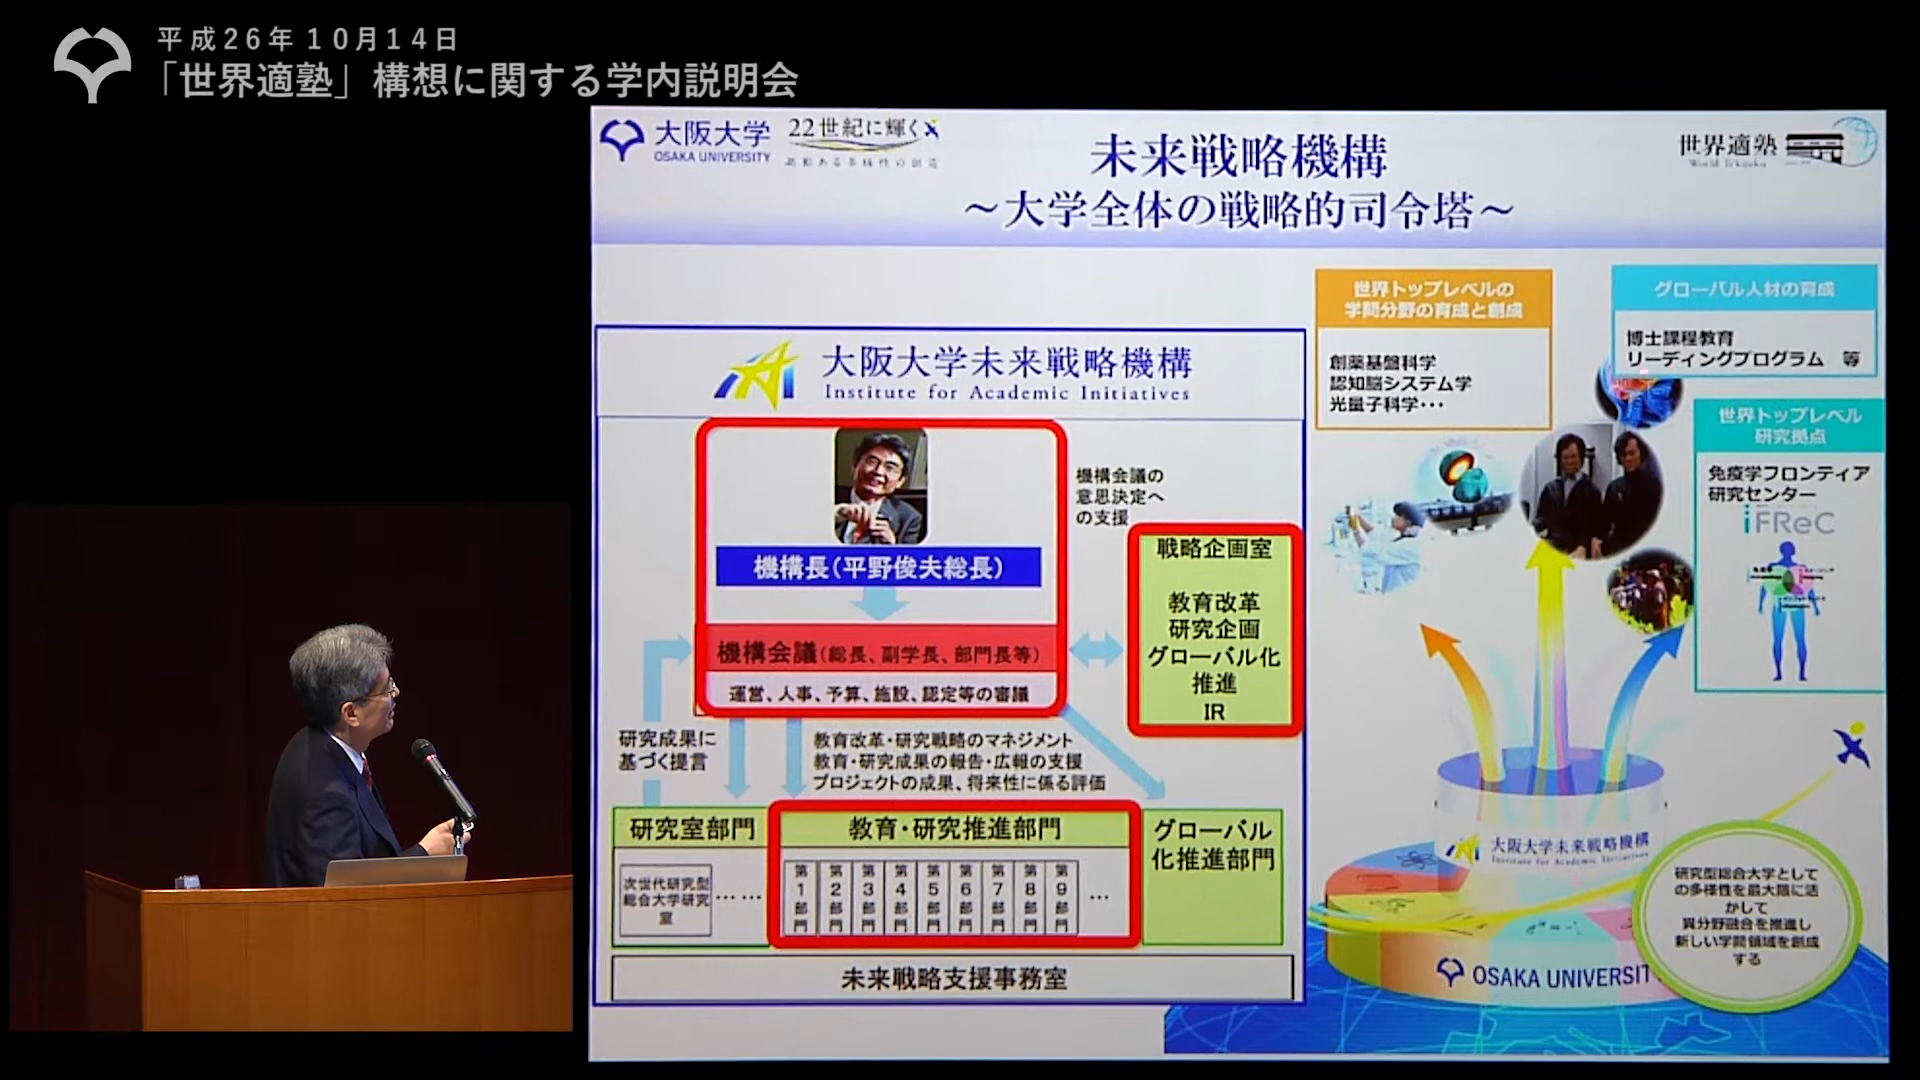 平成26年10月14日
「世界適塾」構想に関する学内説明会
大阪大学
OSAKA UNIVERSITY
22世紀に輝く
未来戦略機構
～大学全体の戦略的司令塔～
世界適塾
World Tekijuku
大阪大学未来戦略機構
Institute for Academic Initiatives
機構長(平野俊夫総長)
機構会議(総長、副学長、部門長等)
運営、人事、予算、施設、認定等の審議
機構会議の
意思決定へ
の支援
戦略企画室
教育改革
研究企画
グローバル化
推進
IR
研究成果に
基づく提言
教育改革・研究戦略のマネジメント
教育・研究成果の報告・広報の支援
プロジェクトの成果、将来性に係る評価
研究室部門
次世代研究型
総合大学研究
室
……
教育・研究推進部門
第1部門
第2部門
第3部門
第4部門
第5部門
第6部門
第7部門
第8部門
第9部門
…
グローバル
化推進部門
未来戦略支援事務室
世界トップレベルの
学問分野の育成と創成
創薬基盤科学
認知脳システム学
光量子科学・・・
グローバル人材の育成
博士課程教育
リーディングプログラム 等
世界トップレベル
研究拠点
免疫学フロンティア
研究センター
iFReC
大阪大学未来戦略機構
Institute for Academic Initiatives
OSAKA UNIVERSIT
研究型総合大学として
の多様性を最大限に活
かして
異分野融合を推進し
新しい学問領域を創成
する